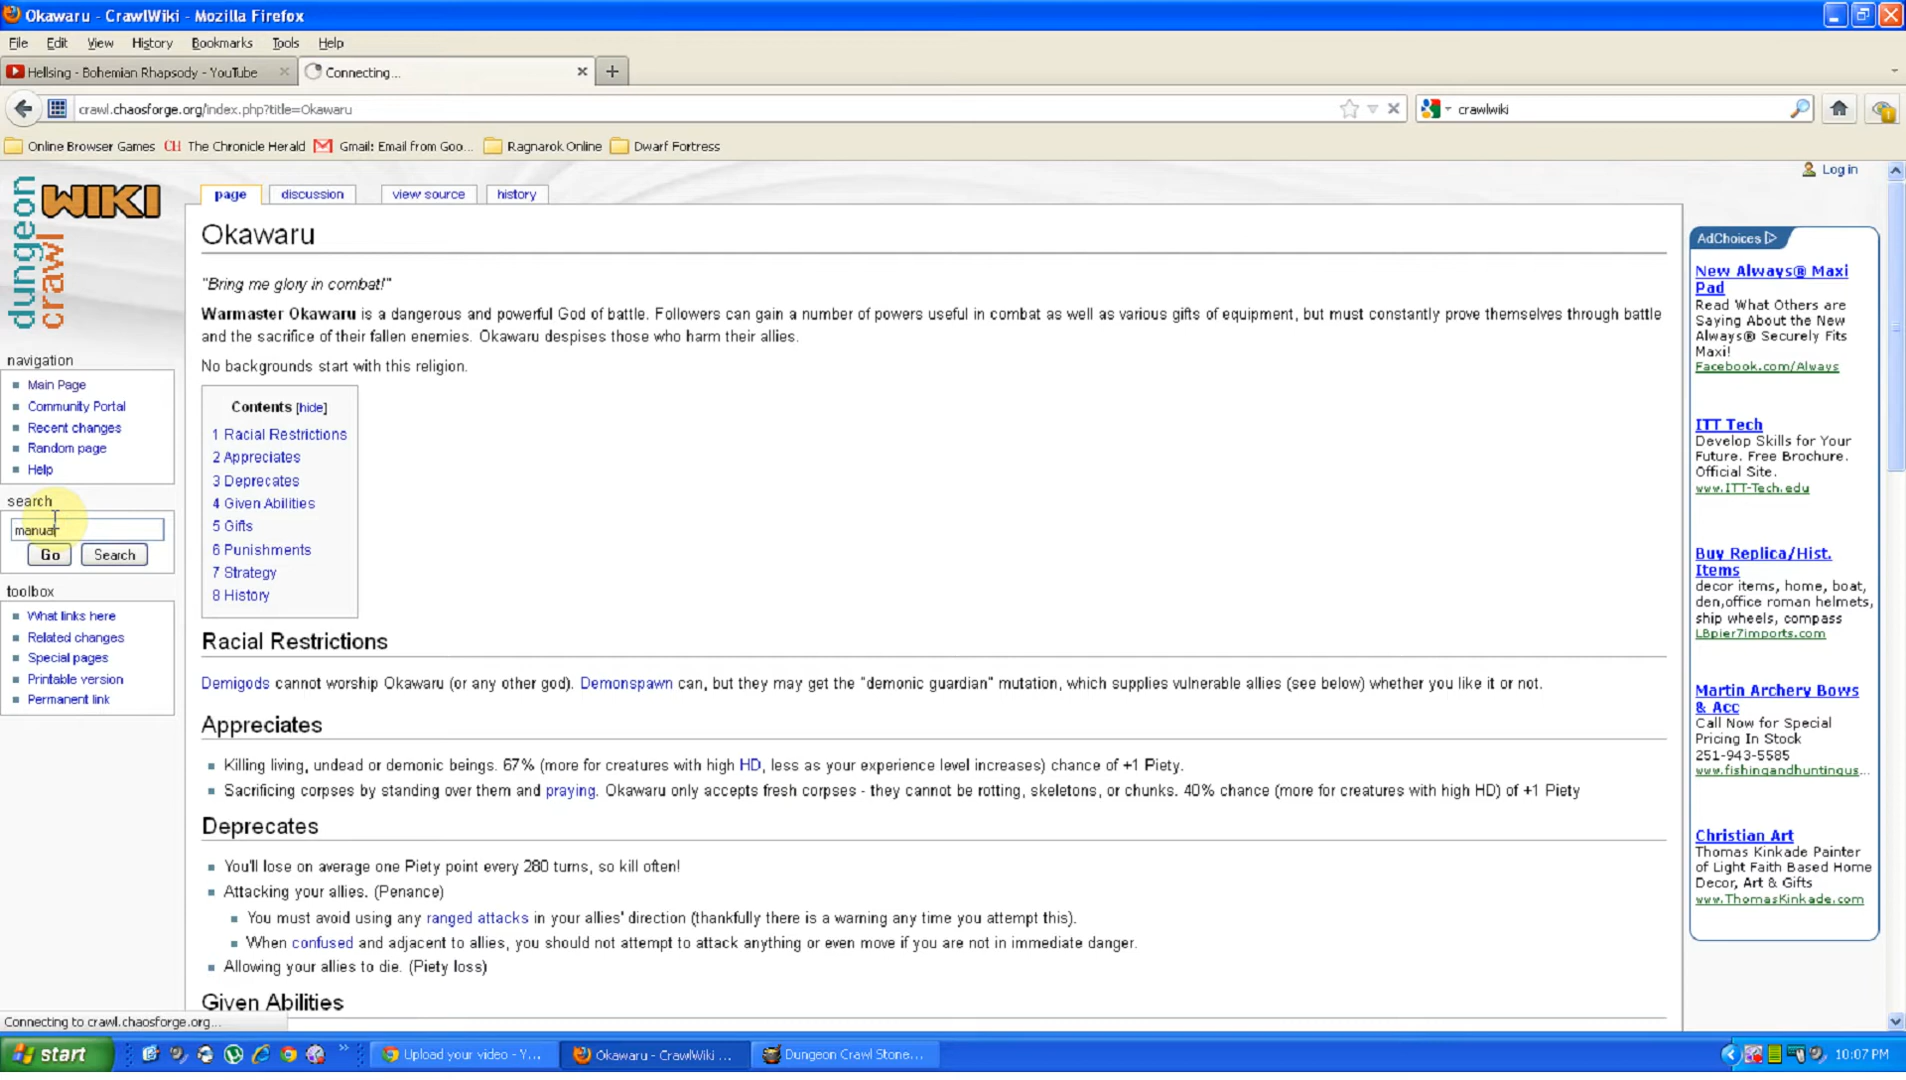 Okawaru - CrawlWiki - Mozilla Firefox
File Edit View History Bookmarks Tools Help
Hellsing - Bohemian Rhapsody - YouTube
Connecting...
crawl.chaosforge.org/index.php?title=Okawaru
crawlwiki
Online Browser Games
CH The Chronicle Herald
Gmail: Email from Goo...
Ragnarok Online
Dwarf Fortress
Log in
dungeon
crawl
WIKI
page
discussion
view source
history
navigation
Main Page
Community Portal
Recent changes
Random page
Help
search
manual
Go Search
toolbox
What links here
Related changes
Special pages
Printable version
Permanent link
Okawaru
"Bring me glory in combat!"
Warmaster Okawaru is a dangerous and powerful God of battle. Followers can gain a number of powers useful in combat as well as various gifts of equipment, but must constantly prove themselves through battle
and the sacrifice of their fallen enemies. Okawaru despises those who harm their allies.
No backgrounds start with this religion.
Contents [hide]
1 Racial Restrictions
2 Appreciates
3 Deprecates
4 Given Abilities
5 Gifts
6 Punishments
7 Strategy
8 History
Racial Restrictions
Demigods cannot worship Okawaru (or any other god). Demonspawn can, but they may get the "demonic guardian" mutation, which supplies vulnerable allies (see below) whether you like it or not.
Appreciates
Killing living, undead or demonic beings. 67% (more for creatures with high HD, less as your experience level increases) chance of +1 Piety.
Sacrificing corpses by standing over them and praying. Okawaru only accepts fresh corpses - they cannot be rotting, skeletons, or chunks. 40% chance (more for creatures with high HD) of +1 Piety
Deprecates
You'll lose on average one Piety point every 280 turns, so kill often!
Attacking your allies. (Penance)
You must avoid using any ranged attacks in your allies' direction (thankfully there is a warning any time you attempt this).
When confused and adjacent to allies, you should not attempt to attack anything or even move if you are not in immediate danger.
Allowing your allies to die. (Piety loss)
Given Abilities
AdChoices
New Always® Maxi
Pad
Read What Others are
Saying About the New
Always® Securely Fits
Maxi!
Facebook.com/Always
ITT Tech
Develop Skills for Your
Future. Free Brochure.
Official Site.
www.ITT-Tech.edu
Buy Replica/Hist.
Items
decor items, home, boat,
den,office roman helmets,
ship wheels, compass
LBpier7imports.com
Martin Archery Bows
& Acc
Call Now for Special
Pricing In Stock
251-943-5585
www.fishingandhuntingus...
Christian Art
Thomas Kinkade Painter
of Light Faith Based Home
Decor, Art & Gifts
www.ThomasKinkade.com
Connecting to crawl.chaosforge.org...
start
Upload your video - Y...
Okawaru - CrawlWiki ...
Dungeon Crawl Stone...
10:07 PM